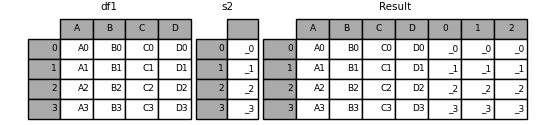 df1 s2 Result
A B C D A B C D 0 1 2
0 A0 B0 C0 D0 0 _0 0 A0 B0 C0 D0 _0 _0 _0
1 A1 B1 C1 D1 1 _1 1 A1 B1 C1 D1 _1 _1 _1
2 A2 B2 C2 D2 2 _2 2 A2 B2 C2 D2 _2 _2 _2
3 A3 B3 C3 D3 3 _3 3 A3 B3 C3 D3 _3 _3 _3